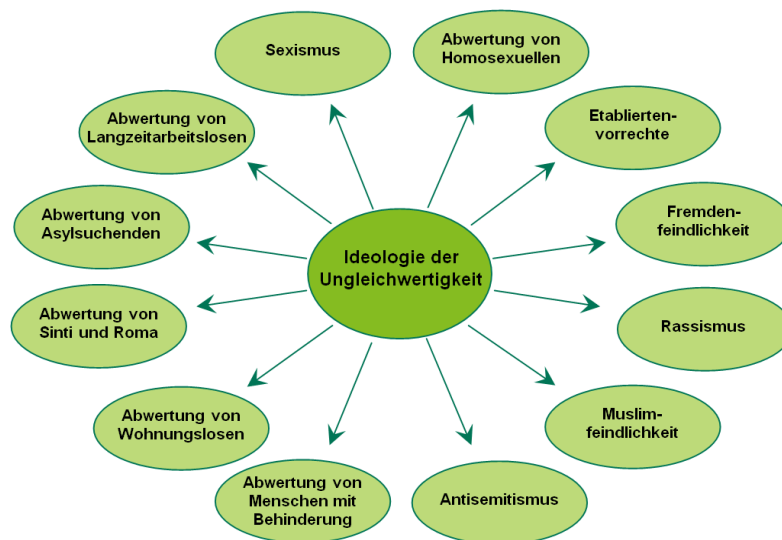 Sexismus
Abwertung von
Homosexuellen
Etablierten-
vorrechte
Fremden-
feindlichkeit
Rassismus
Muslim-
feindlichkeit
Antisemitismus
Abwertung von
Menschen mit
Behinderung
Abwertung von
Wohnungslosen
Abwertung von
Sinti und Roma
Abwertung von
Asylsuchenden
Abwertung von
Langzeitarbeitslosen
Ideologie der
Ungleichwertigkeit